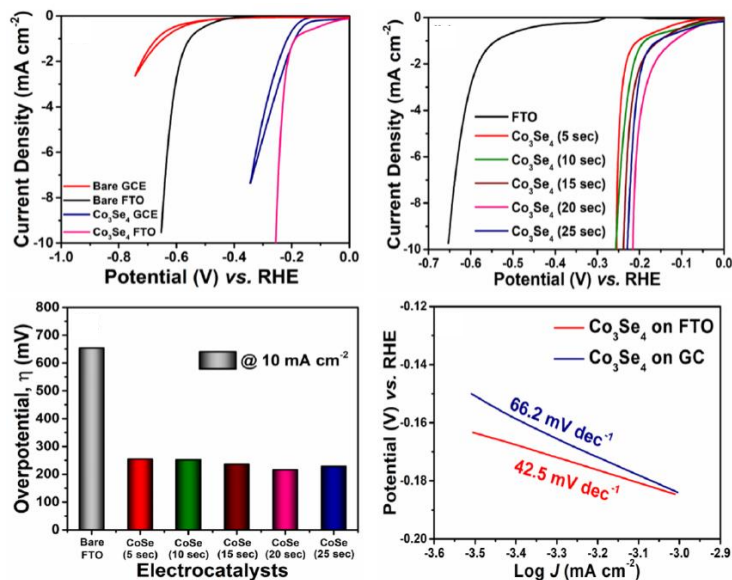 Current Density (mA cm⁻²)
0
-2
-4
-6
-8
-10
-1.0 -0.8 -0.6 -0.4 -0.2 0.0
Potential (V) vs. RHE
Bare GCE
Bare FTO
Co₃Se₄ GCE
Co₃Se₄ FTO
Current Density (mA cm⁻²)
0
-2
-4
-6
-8
-10
-0.7 -0.6 -0.5 -0.4 -0.3 -0.2 -0.1 0.0
Potential (V) vs. RHE
FTO
Co₃Se₄ (5 sec)
Co₃Se₄ (10 sec)
Co₃Se₄ (15 sec)
Co₃Se₄ (20 sec)
Co₃Se₄ (25 sec)
Overpotential, η (mV)
800
700
600
500
400
300
200
100
0
@ 10 mA cm⁻²
Bare CoSe CoSe CoSe CoSe CoSe
FTO (5 sec) (10 sec) (15 sec) (20 sec) (25 sec)
Electrocatalysts
Potential (V) vs. RHE
-0.12
-0.14
-0.16
-0.18
-0.20
Co₃Se₄ on FTO
Co₃Se₄ on GC
66.2 mV dec⁻¹
42.5 mV dec⁻¹
-3.6 -3.5 -3.4 -3.3 -3.2 -3.1 -3.0 -2.9
Log J (mA cm⁻²)